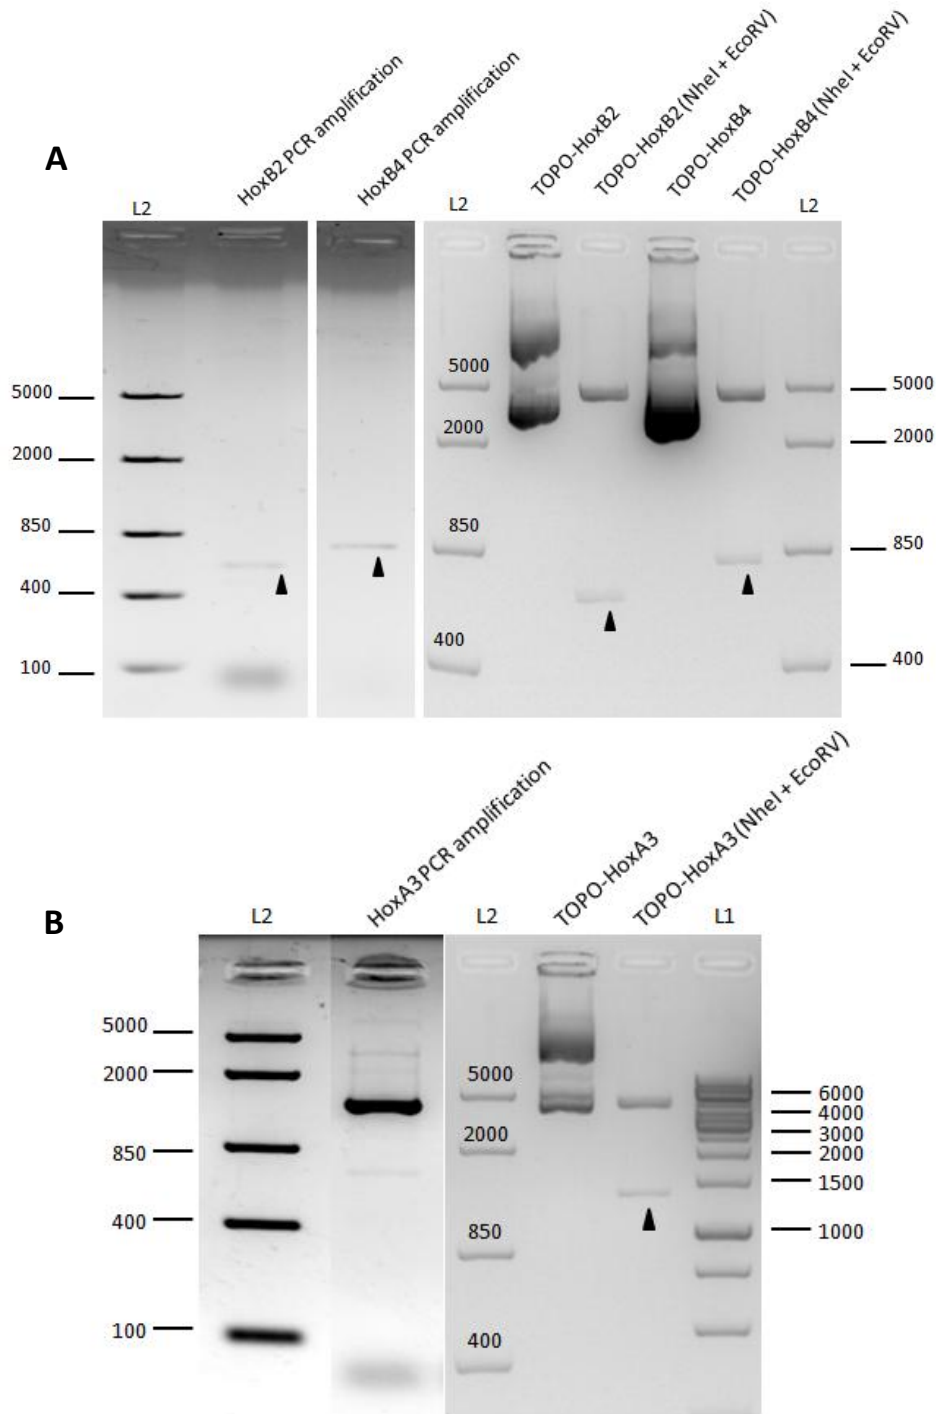 A
L2
HoxB2 PCR amplification
HoxB4 PCR amplification
L2
TOPO-HoxB2
TOPO-HoxB2 (NheI + EcoRV)
TOPO-HoxB4
TOPO-HoxB4 (NheI + EcoRV)
L2
5000
2000
850
400
100
5000
2000
850
400
5000
2000
850
400
B
L2
HoxA3 PCR amplification
L2
TOPO-HoxA3
TOPO-HoxA3 (NheI + EcoRV)
L1
5000
2000
850
400
100
5000
2000
850
400
6000
4000
3000
2000
1500
1000